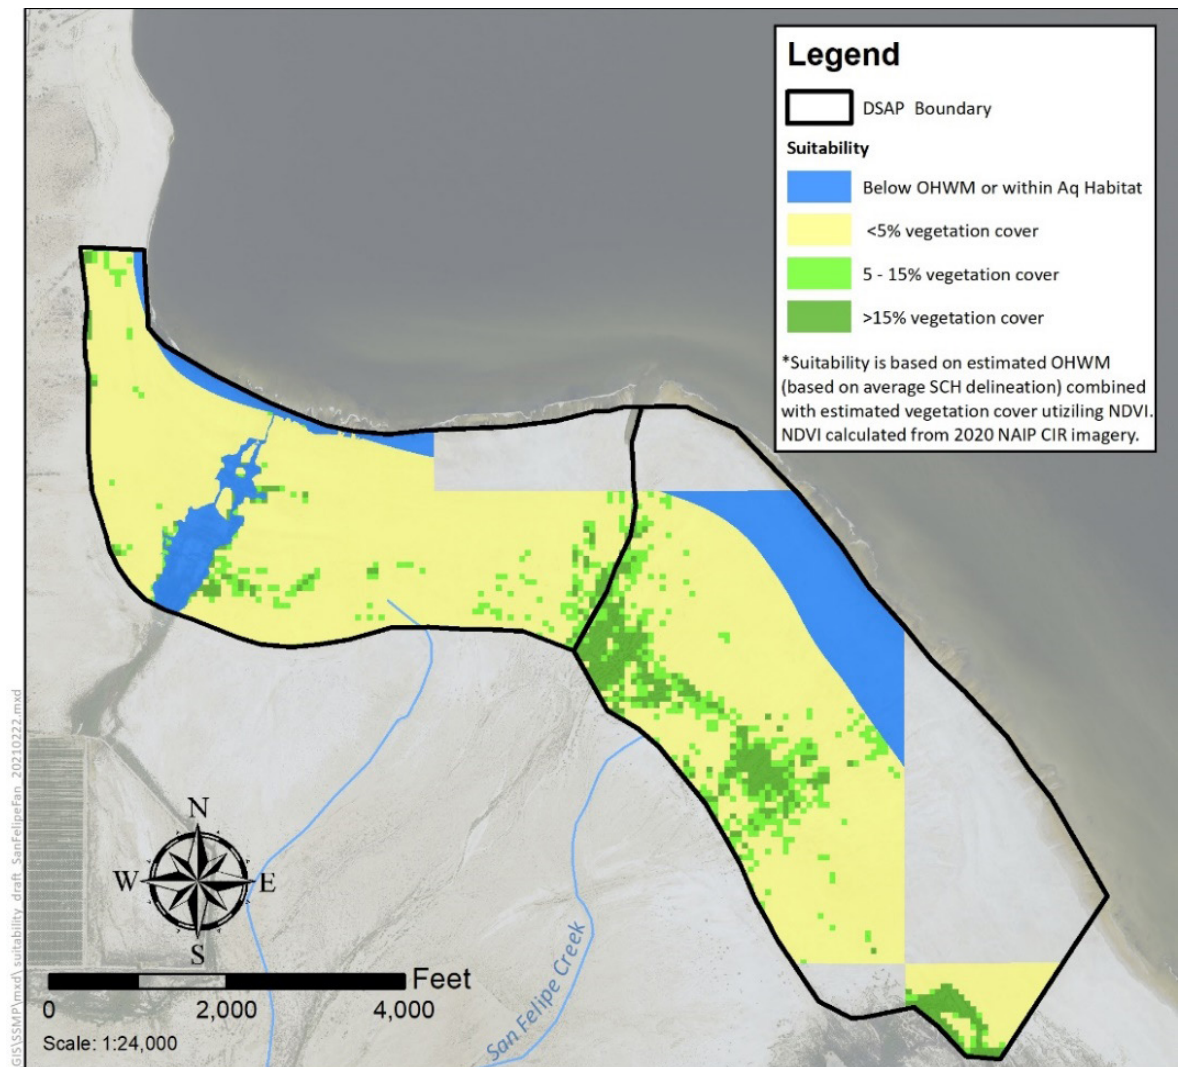 Legend
DSAP Boundary
Suitability
Below OHWM or within Aq Habitat
<5% vegetation cover
5 - 15% vegetation cover
>15% vegetation cover
*Suitability is based on estimated OHWM
(based on average SCH delineation) combined
with estimated vegetation cover utiziling NDVI.
NDVI calculated from 2020 NAIP CIR imagery.
GIS\SSMP\mxd\ suitability draft SanFelipeFan 20210222.mxd
N
W
E
S
Feet
0
2,000
4,000
Scale: 1:24,000
San Felipe Creek